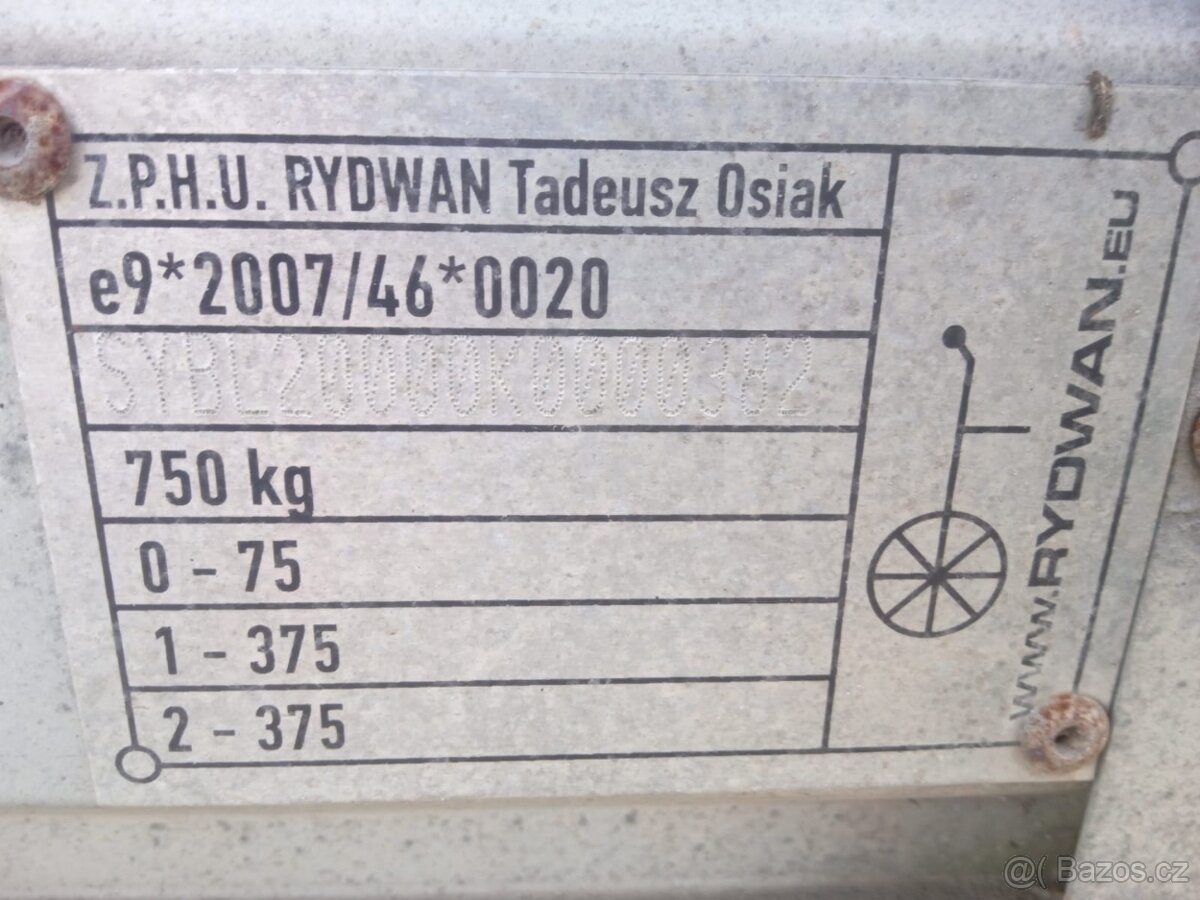 Z.P.H.U. RYDWAN Tadeusz Osiak
e9*2007/46*0020
SYBL20000K0000382
750 kg
0 - 75
1 - 375
2 - 375
WWW.RYDWAN.EU
@( Bazos.cz